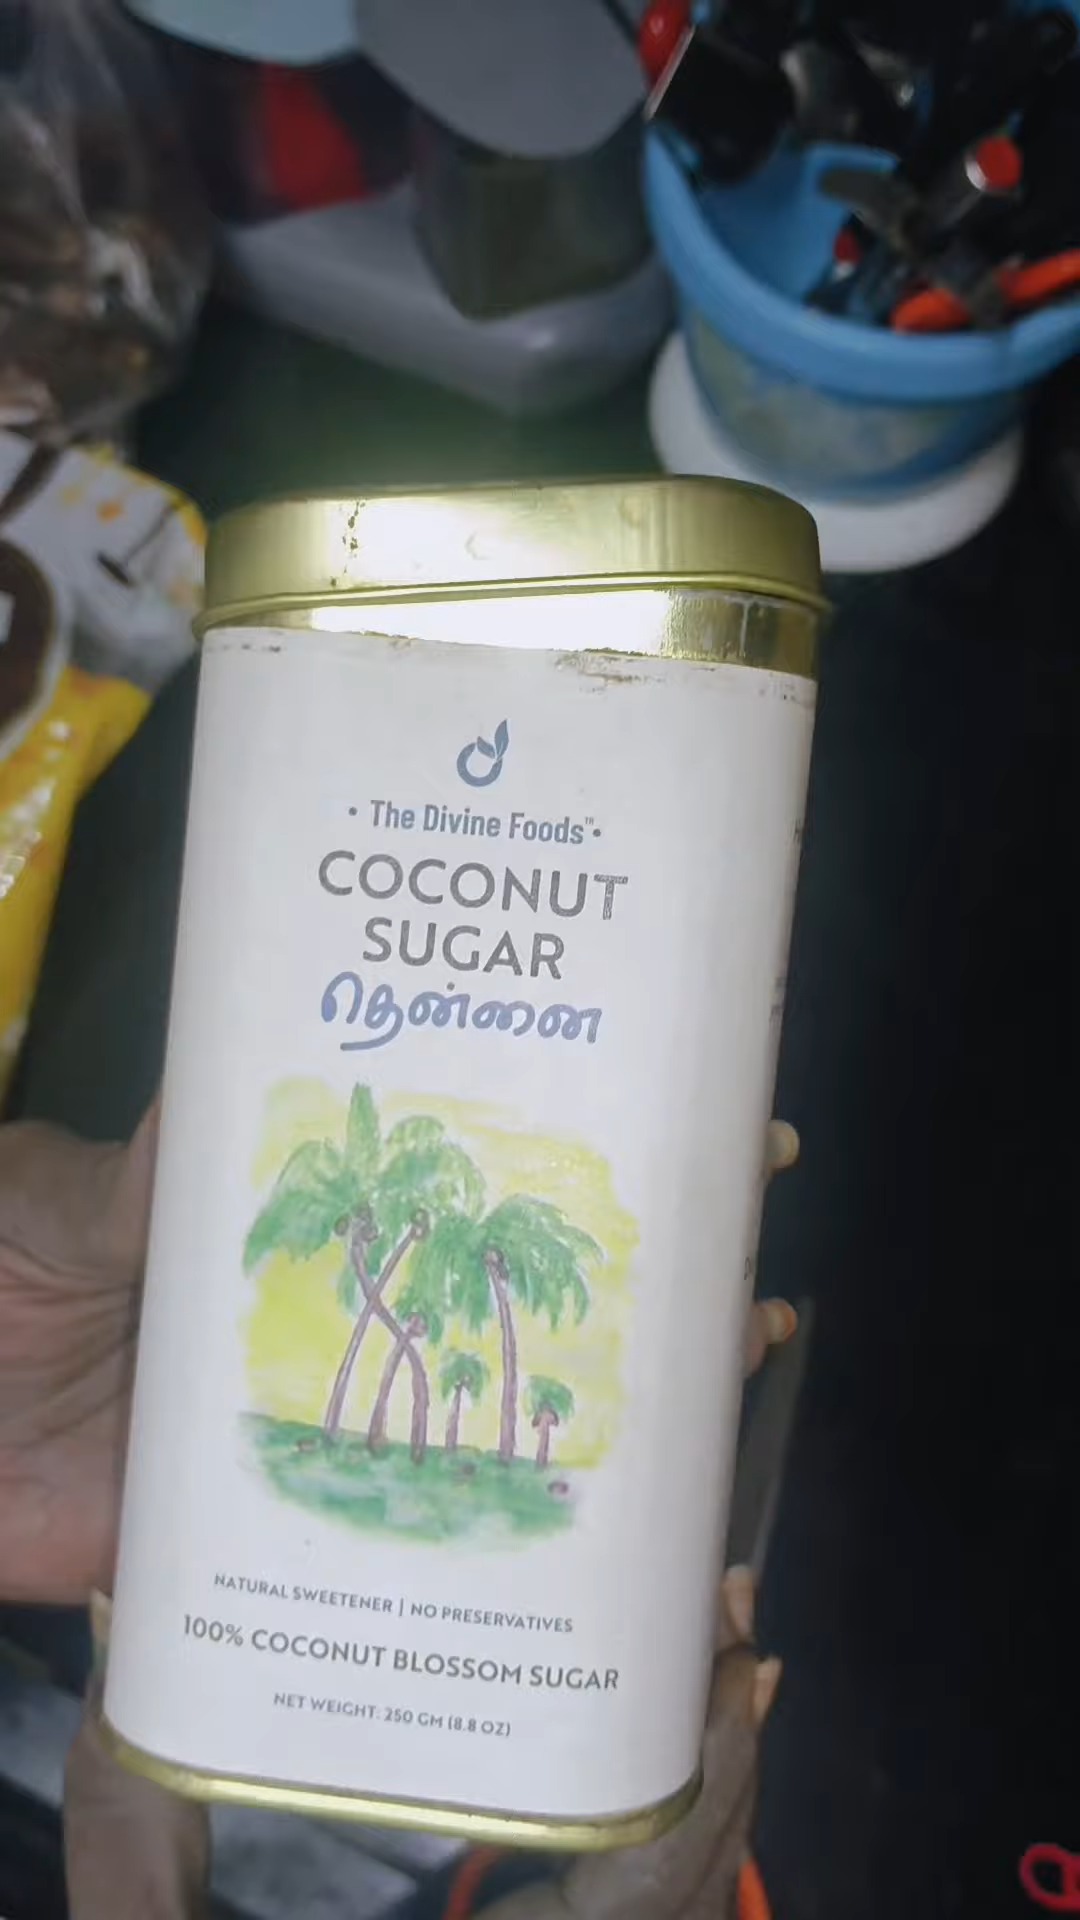 • The Divine Foods™•
COCONUT
SUGAR
தென்னை
NATURAL SWEETENER | NO PRESERVATIVES
100% COCONUT BLOSSOM SUGAR
NET WEIGHT: 250 GM (8.8 OZ)